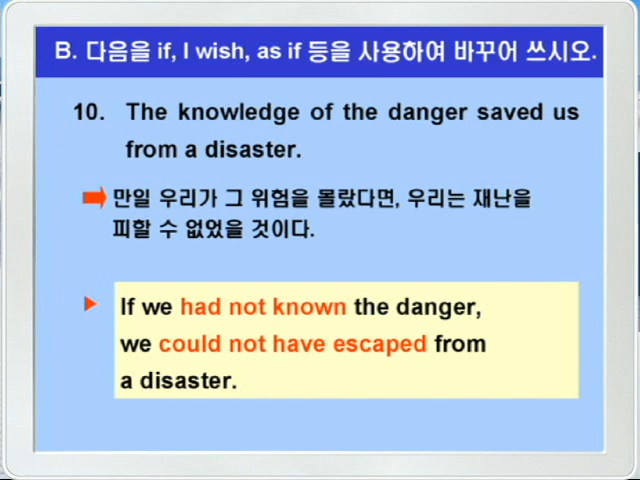 B. 다음을 if, I wish, as if 등을 사용하여 바꾸어 쓰시오.
10. The knowledge of the danger saved us
from a disaster.
만일 우리가 그 위험을 몰랐다면, 우리는 재난을
피할 수 없었을 것이다.
If we had not known the danger,
we could not have escaped from
a disaster.